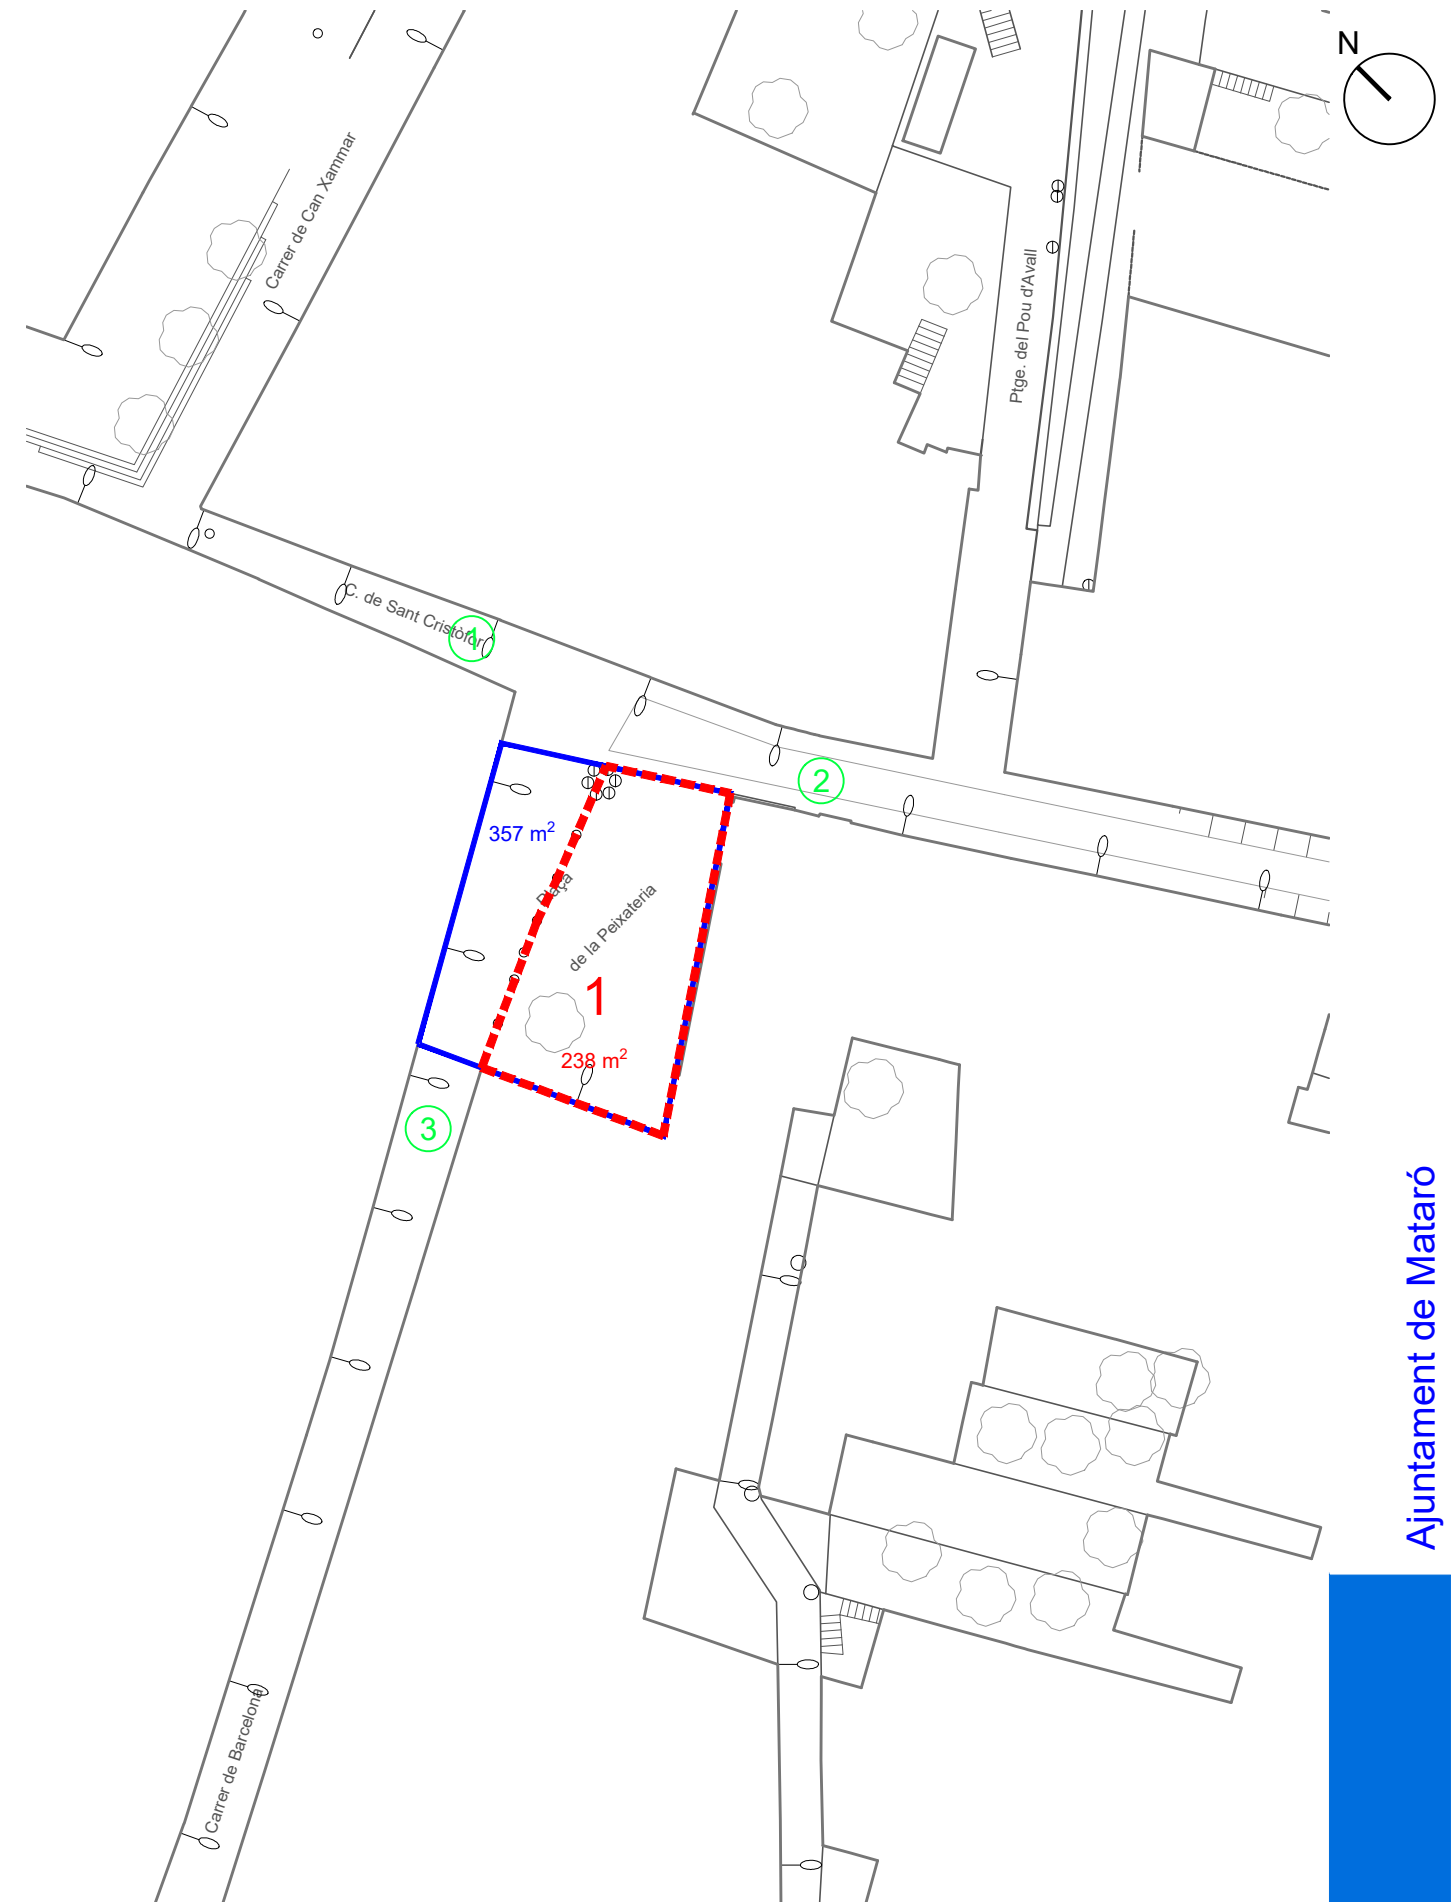 N
Carrer de Can Xammar
Ptge. del Pou d'Avall
C. de Sant Cristòfor
1
2
357 m²
Plaça
de la Peixateria
1
238 m²
3
Carrer de Barcelona
Ajuntament de Mataró